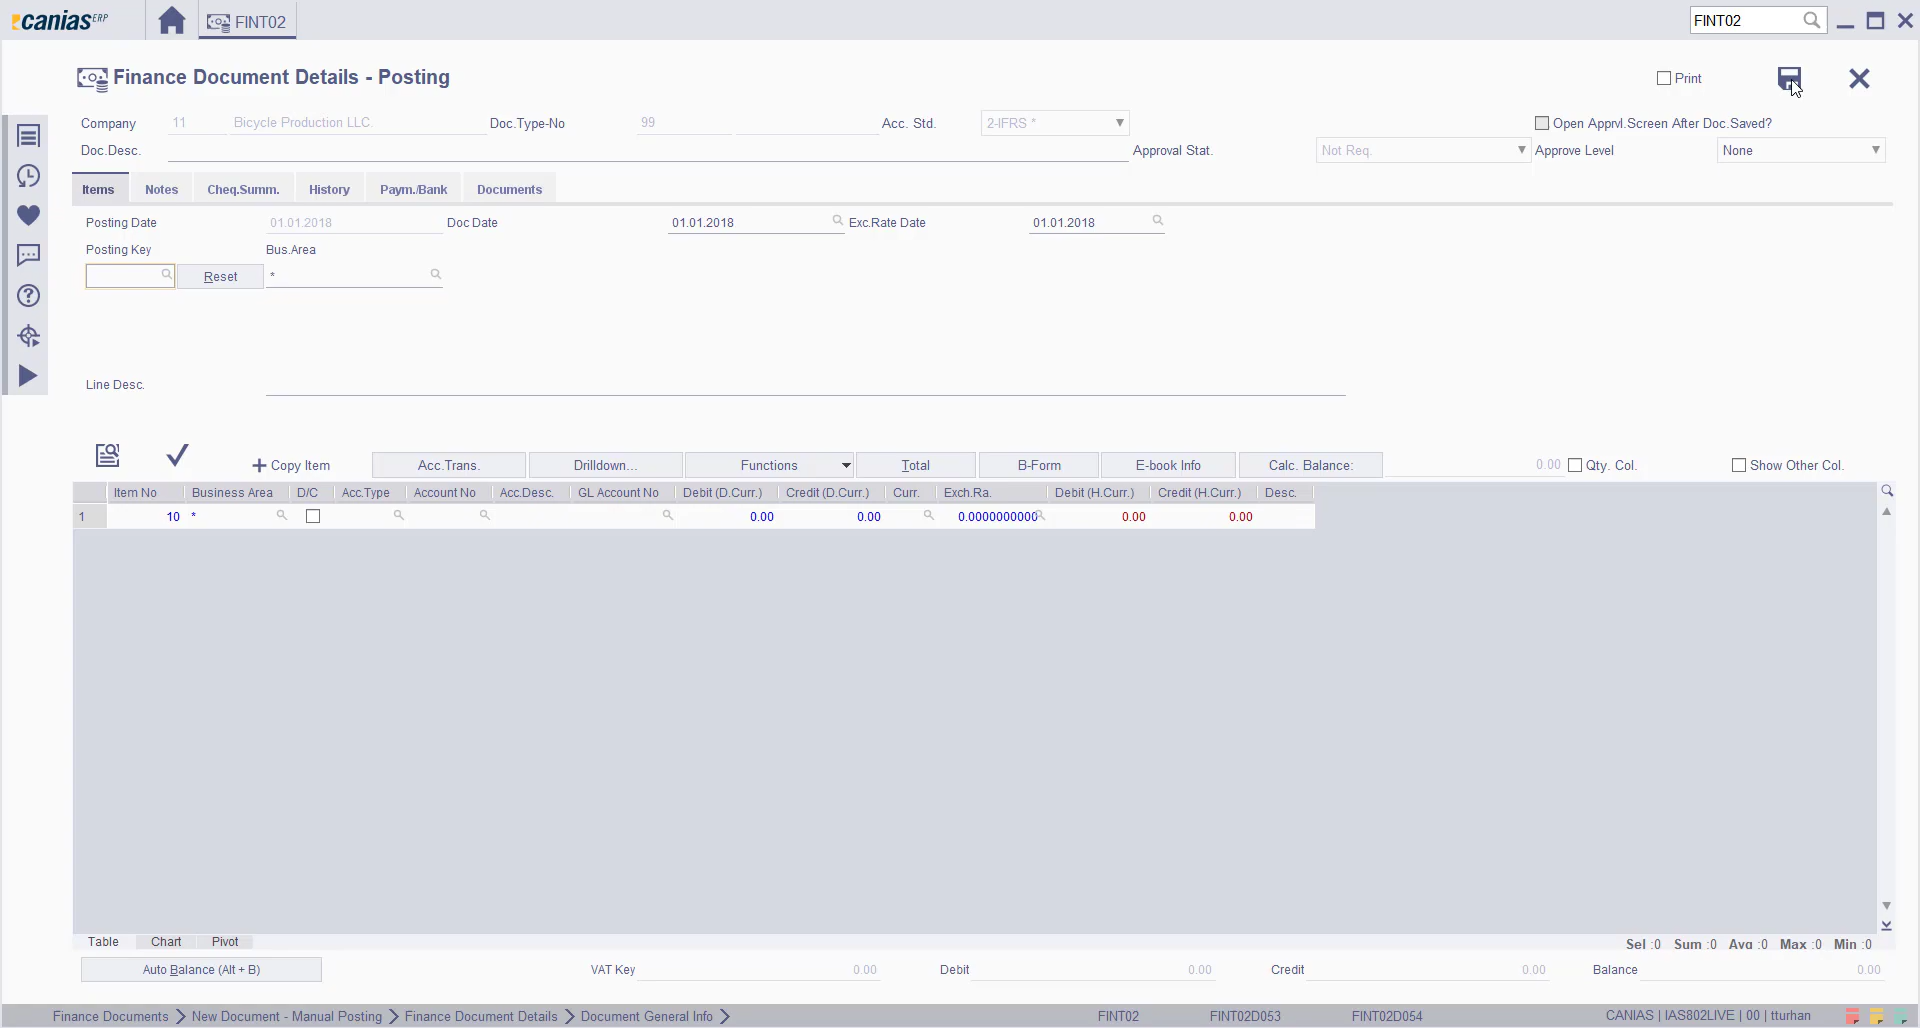 canias ERP FINT02 FINT02
Finance Document Details - Posting Print
Company 11 Bicycle Production LLC. Doc.Type-No 99 Acc. Std. 2-IFRS * Open Apprvl.Screen After Doc.Saved?
Doc.Desc. Approval Stat. Not Req. Approve Level None
Items Notes Cheq.Summ. History Paym./Bank Documents
Posting Date 01.01.2018 Doc Date 01.01.2018 Exc.Rate Date 01.01.2018
Posting Key Bus.Area
Reset *
Line Desc.
Copy Item Acc.Trans. Drilldown... Functions Total B-Form E-book Info Calc. Balance: 0.00 Qty. Col. Show Other Col.
Item No Business Area D/C Acc.Type Account No Acc.Desc. GL Account No Debit (D.Curr.) Credit (D.Curr.) Curr. Exch.Ra. Debit (H.Curr.) Credit (H.Curr.) Desc.
1 10 * 0.00 0.00 0.0000000000 0.00 0.00
Table Chart Pivot Sel :0 Sum :0 Avg :0 Max :0 Min :0
Auto Balance (Alt + B) VAT Key 0.00 Debit 0.00 Credit 0.00 Balance 0.00
Finance Documents New Document - Manual Posting Finance Document Details Document General Info FINT02 FINT02D053 FINT02D054 CANIAS | IAS802LIVE | 00 | tturhan